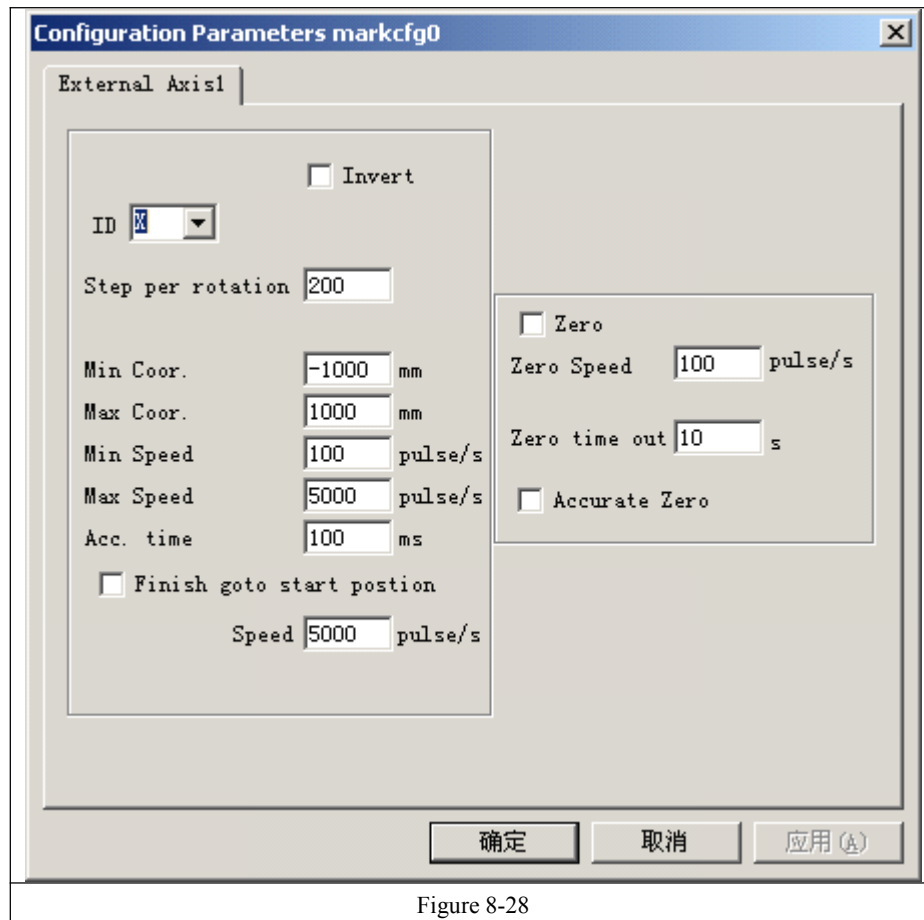 Configuration Parameters markcfg0
External Axis1
Invert
ID X
Step per rotation 200
Min Coor. -1000 mm
Max Coor. 1000 mm
Min Speed 100 pulse/s
Max Speed 5000 pulse/s
Acc. time 100 ms
Finish goto start postion
Speed 5000 pulse/s
Zero
Zero Speed 100 pulse/s
Zero time out 10 s
Accurate Zero
确定 取消 应用(A)
Figure 8-28